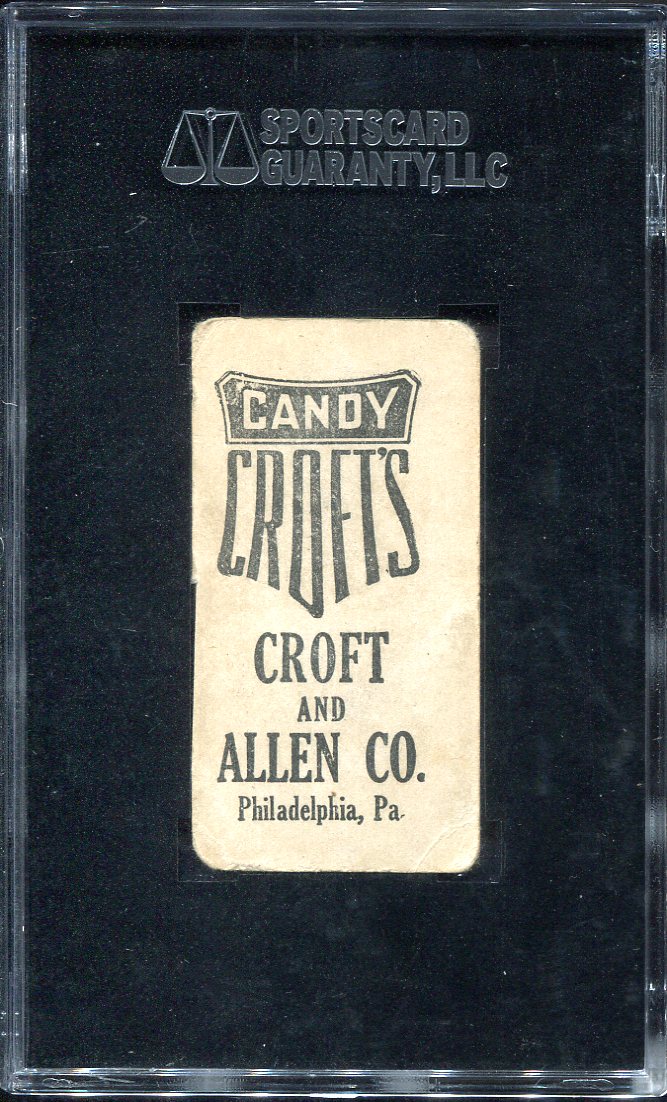 SPORTSCARD
GUARANTY, LLC
CANDY
CROFT'S
CROFT
AND
ALLEN CO.
Philadelphia, Pa.